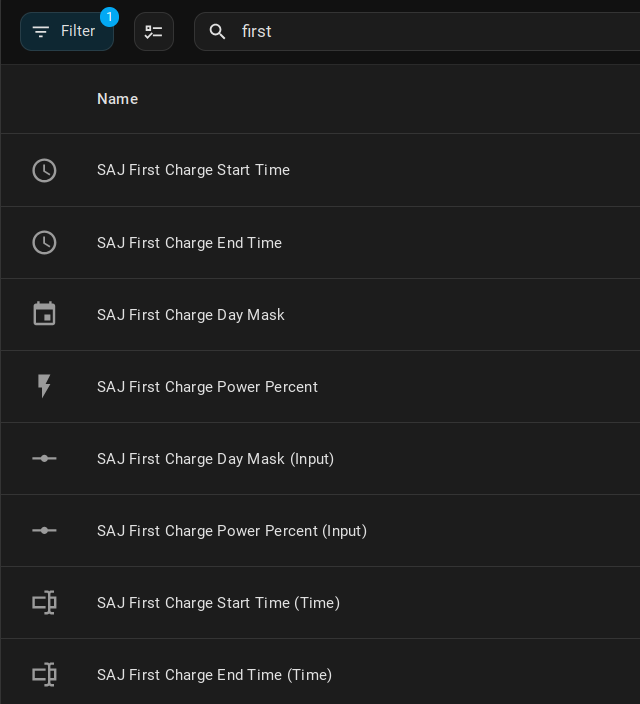 Filter
1
first
Name
SAJ First Charge Start Time
SAJ First Charge End Time
SAJ First Charge Day Mask
SAJ First Charge Power Percent
SAJ First Charge Day Mask (Input)
SAJ First Charge Power Percent (Input)
SAJ First Charge Start Time (Time)
SAJ First Charge End Time (Time)